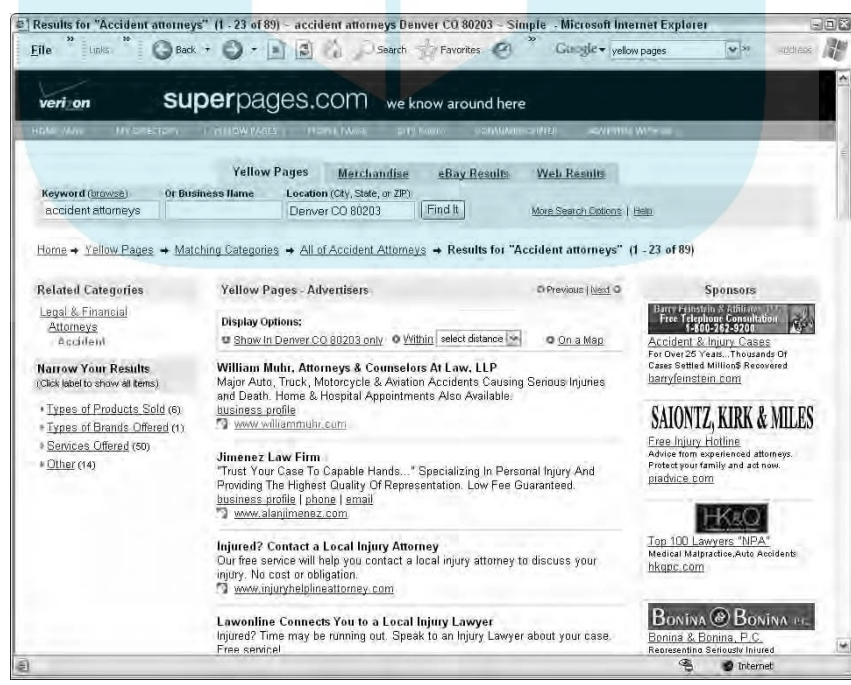 Results for "Accident attorneys" (1 - 23 of 89) - accident attorneys Denver CO 80203 - Simple - Microsoft Internet Explorer
File Links Back Search Favorites Google yellow pages Address
verizon superpages.com we know around here
Yellow Pages Merchandise eBay Results Web Results
Keyword (browse) Or Business Name Location (City, State, or ZIP)
accident attorneys Denver CO 80203 Find It More Search Options | Help
Home → Yellow Pages → Matching Categories → All of Accident Attorneys → Results for "Accident attorneys" (1 - 23 of 89)
Related Categories
Legal & Financial
Attorneys
Accident
Narrow Your Results
(Click label to show all items)
Types of Products Sold (6)
Types of Brands Offered (1)
Services Offered (50)
Other (14)
Yellow Pages - Advertisers Previous | Next
Display Options:
Show In Denver CO 80203 only Within select distance On a Map
William Muhr, Attorneys & Counselors At Law, LLP
Major Auto, Truck, Motorcycle & Aviation Accidents Causing Serious Injuries
and Death. Home & Hospital Appointments Also Available.
business profile
www.williammuhr.com
Jimenez Law Firm
"Trust Your Case To Capable Hands..." Specializing In Personal Injury And
Providing The Highest Quality Of Representation. Low Fee Guaranteed.
business profile | phone | email
www.alanjimenez.com
Injured? Contact a Local Injury Attorney
Our free service will help you contact a local injury attorney to discuss your
injury. No cost or obligation.
www.injuryhelplineattorney.com
Lawonline Connects You to a Local Injury Lawyer
Injured? Time may be running out. Speak to an Injury Lawyer about your case.
Free service!
Sponsors
Barry Feinstein & Affiliates
Free Telephone Consultation
1-800-262-9200
Accident & Injury Cases
For Over 25 Years...Thousands Of
Cases Settled Million$ Recovered
barryfeinstein.com
SAIONTZ, KIRK & MILES
Free Injury Hotline
Advice from experienced attorneys.
Protect your family and act now.
piadvice.com
HK&Q
Top 100 Lawyers "NPA"
Medical Malpractice,Auto Accidents
hkqpc.com
BONINA & BONINA P.C.
Bonina & Bonina, P.C.
Representing Seriously Injured
Internet